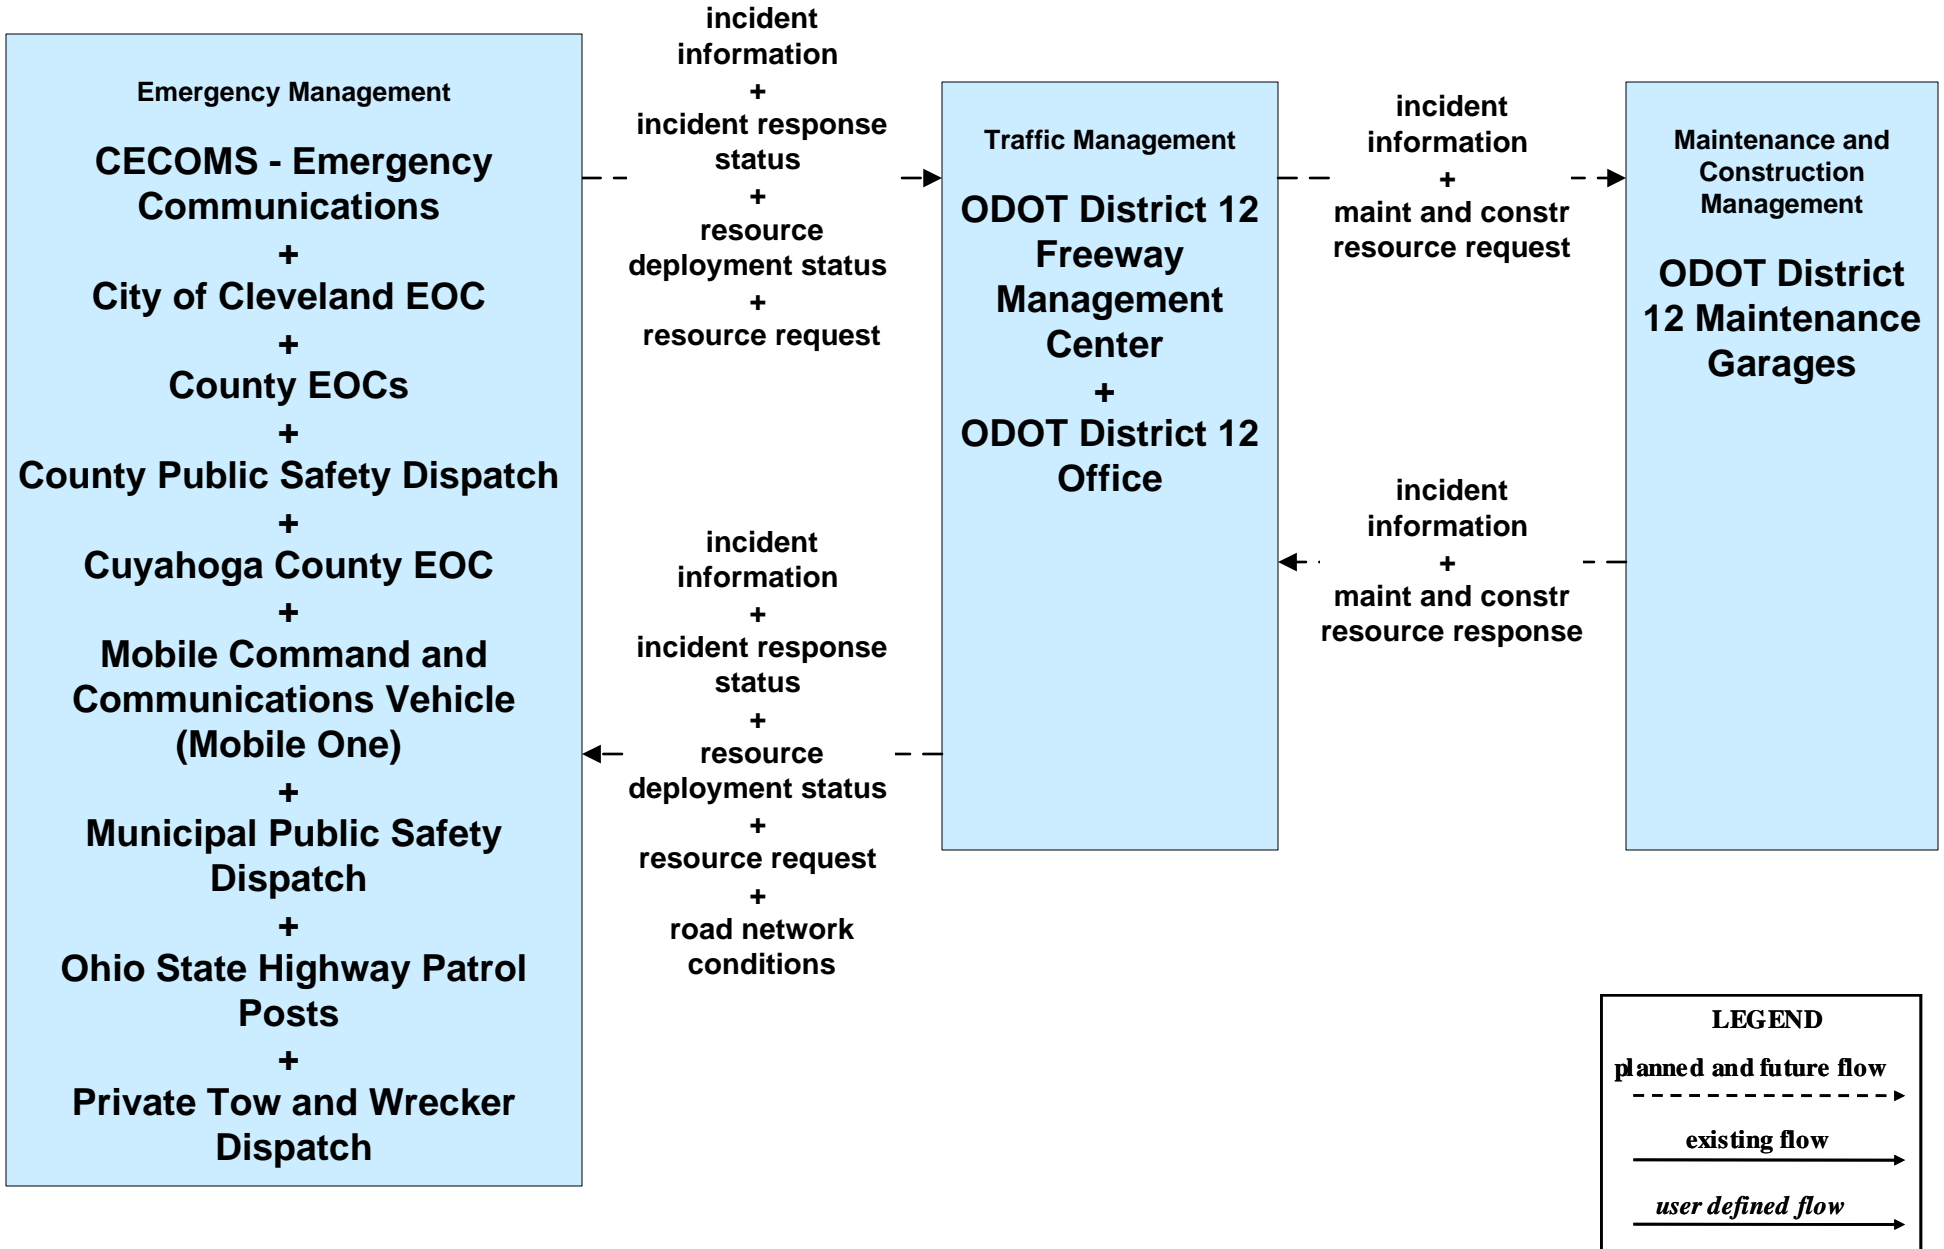 Emergency Management
CECOMS - Emergency
Communications
+
City of Cleveland EOC
+
County EOCs
+
County Public Safety Dispatch
+
Cuyahoga County EOC
+
Mobile Command and
Communications Vehicle
(Mobile One)
+
Municipal Public Safety
Dispatch
+
Ohio State Highway Patrol
Posts
+
Private Tow and Wrecker
Dispatch
incident
information
+
incident response
status
+
resource
deployment status
+
resource request
incident
information
+
incident response
status
+
resource
deployment status
+
resource request
+
road network
conditions
Traffic Management
ODOT District 12
Freeway
Management
Center
+
ODOT District 12
Office
incident
information
+
maint and constr
resource request
incident
information
+
maint and constr
resource response
Maintenance and
Construction
Management
ODOT District
12 Maintenance
Garages
LEGEND
planned and future flow
existing flow
user defined flow